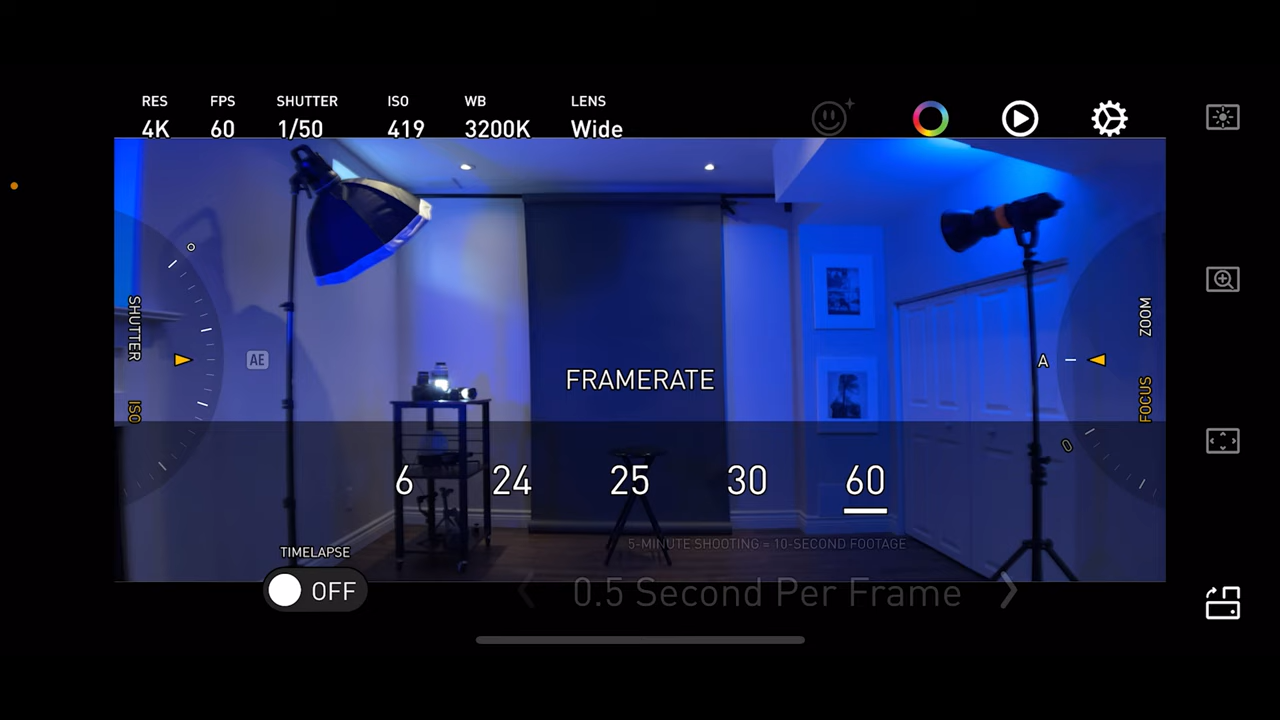 RES FPS SHUTTER ISO WB LENS
4K 60 1/50 419 3200K Wide
SHUTTER
ISO
AE
ZOOM
A
FOCUS
0
FRAMERATE
6 24 25 30 60
5-MINUTE SHOOTING = 10-SECOND FOOTAGE
TIMELAPSE
OFF
0.5 Second Per Frame